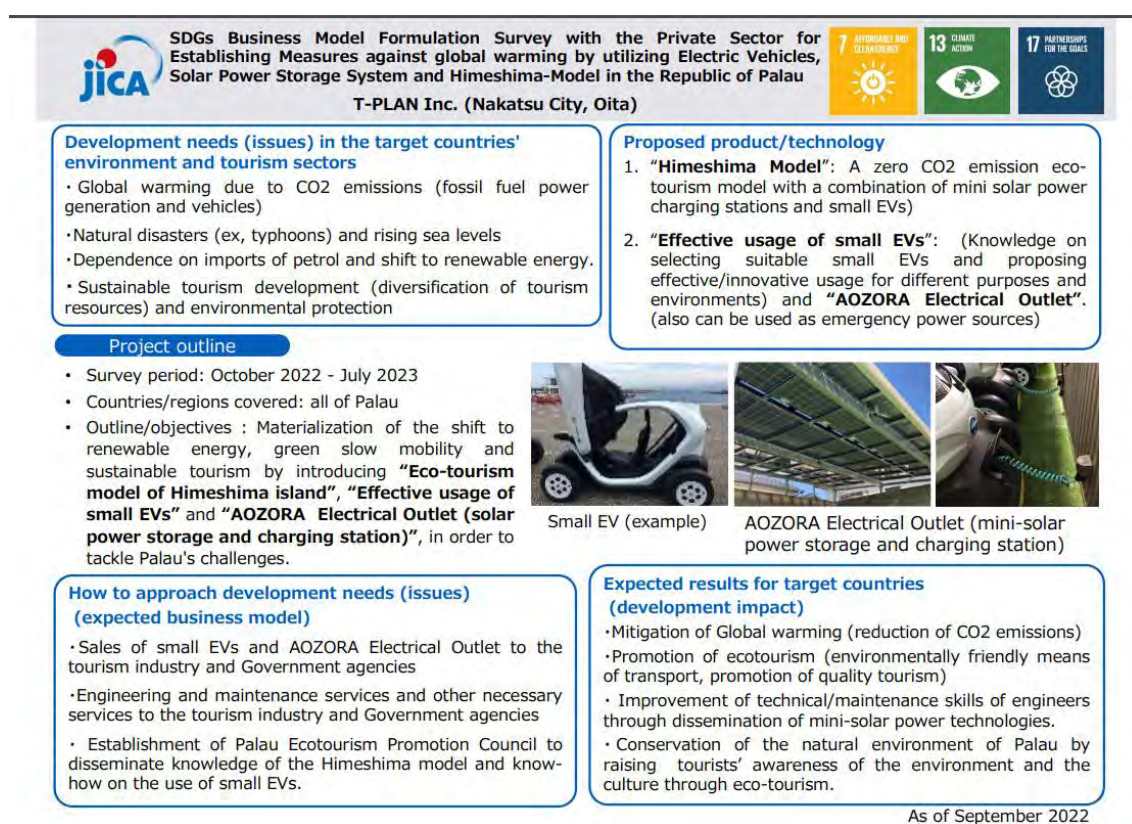 jica
SDGs Business Model Formulation Survey with the Private Sector for
Establishing Measures against global warming by utilizing Electric Vehicles,
Solar Power Storage System and Himeshima-Model in the Republic of Palau
T-PLAN Inc. (Nakatsu City, Oita)
7 AFFORDABLE AND
CLEAN ENERGY
13 CLIMATE
ACTION
17 PARTNERSHIPS
FOR THE GOALS
Development needs (issues) in the target countries'
environment and tourism sectors
・Global warming due to CO2 emissions (fossil fuel power
generation and vehicles)
・Natural disasters (ex, typhoons) and rising sea levels
・Dependence on imports of petrol and shift to renewable energy.
・Sustainable tourism development (diversification of tourism
resources) and environmental protection
Proposed product/technology
1. “Himeshima Model”: A zero CO2 emission eco-
tourism model with a combination of mini solar power
charging stations and small EVs)
2. “Effective usage of small EVs”: (Knowledge on
selecting suitable small EVs and proposing
effective/innovative usage for different purposes and
environments) and “AOZORA Electrical Outlet”.
(also can be used as emergency power sources)
Project outline
• Survey period: October 2022 - July 2023
• Countries/regions covered: all of Palau
• Outline/objectives : Materialization of the shift to
renewable energy, green slow mobility and
sustainable tourism by introducing “Eco-tourism
model of Himeshima island”, “Effective usage of
small EVs” and “AOZORA Electrical Outlet (solar
power storage and charging station)”, in order to
tackle Palau's challenges.
Small EV (example)
AOZORA Electrical Outlet (mini-solar
power storage and charging station)
How to approach development needs (issues)
(expected business model)
・Sales of small EVs and AOZORA Electrical Outlet to the
tourism industry and Government agencies
・Engineering and maintenance services and other necessary
services to the tourism industry and Government agencies
・Establishment of Palau Ecotourism Promotion Council to
disseminate knowledge of the Himeshima model and know-
how on the use of small EVs.
Expected results for target countries
(development impact)
・Mitigation of Global warming (reduction of CO2 emissions)
・Promotion of ecotourism (environmentally friendly means
of transport, promotion of quality tourism)
・Improvement of technical/maintenance skills of engineers
through dissemination of mini-solar power technologies.
・Conservation of the natural environment of Palau by
raising tourists’ awareness of the environment and the
culture through eco-tourism.
As of September 2022